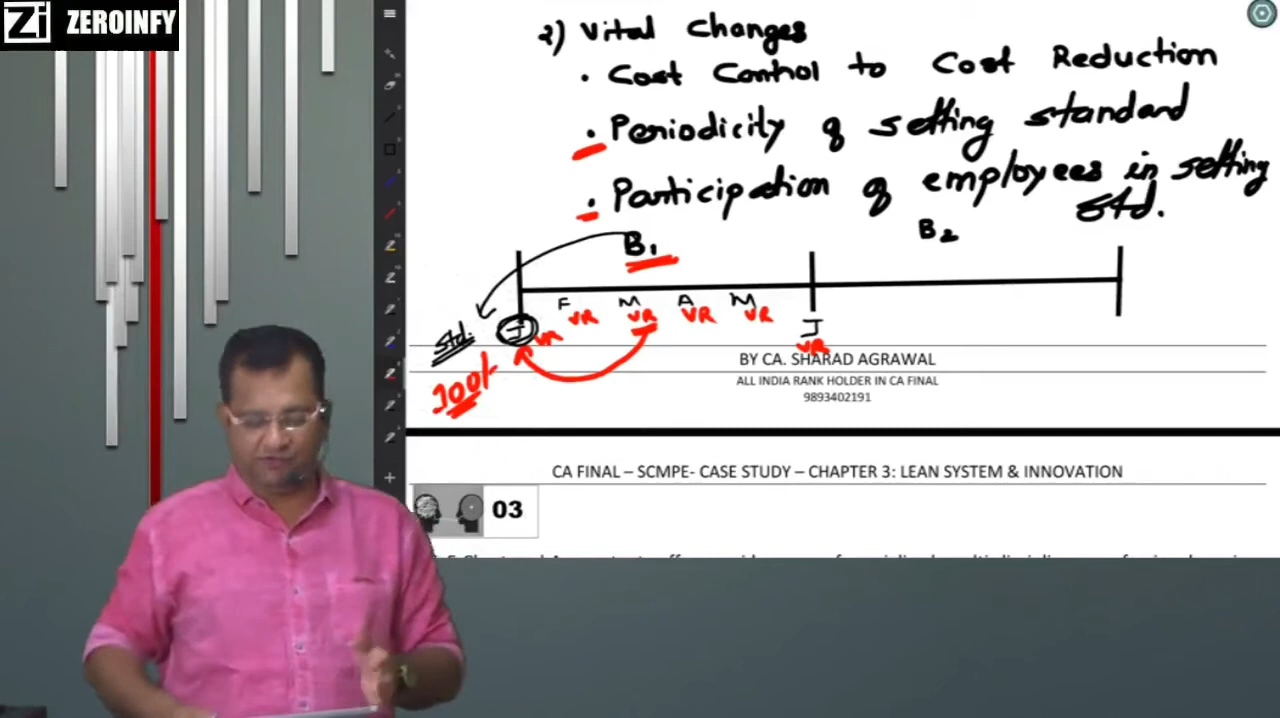 Zi ZEROINFY
2) Vital Changes
• Cost Control to Cost Reduction
• Periodicity of setting standard
• Participation of employees in setting
Std.
B1
B2
F M A M
VR VR VR VR
Std. J VR J
VR
100/-
BY CA. SHARAD AGRAWAL
ALL INDIA RANK HOLDER IN CA FINAL
9893402191
CA FINAL – SCMPE- CASE STUDY – CHAPTER 3: LEAN SYSTEM & INNOVATION
03